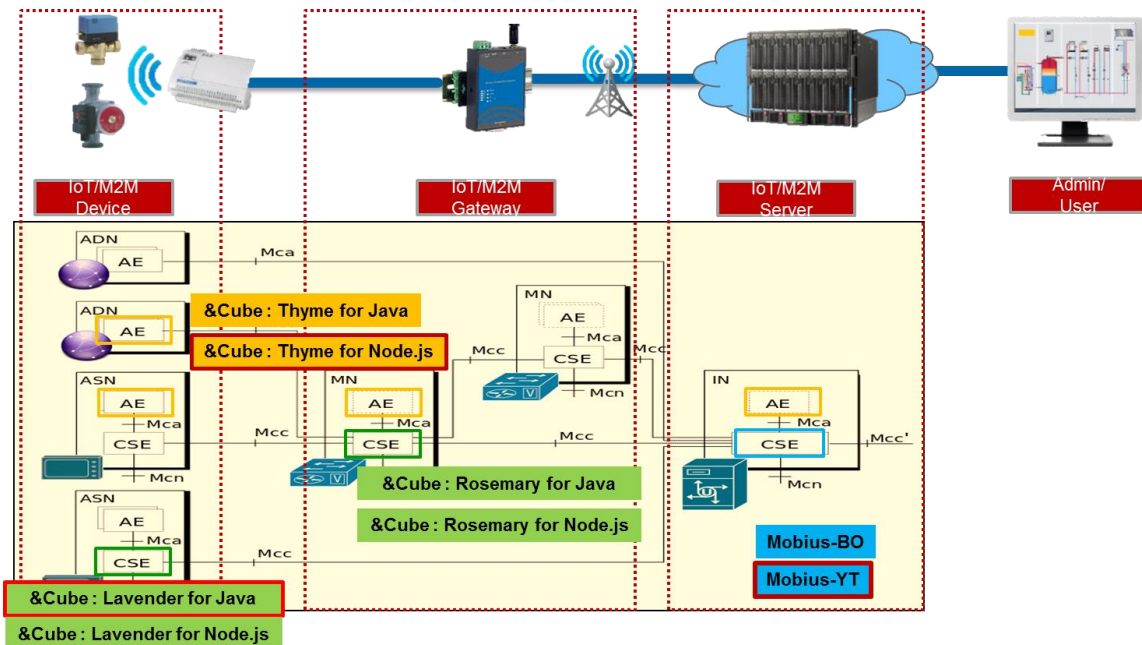 IoT/M2M
Device
IoT/M2M
Gateway
IoT/M2M
Server
Admin/
User
ADN
AE
Mca
ADN
AE
&Cube : Thyme for Java
&Cube : Thyme for Node.js
MN
AE
Mca
CSE
Mcc
Mcc
Mcn
V
ASN
AE
Mca
CSE
Mcc
Mcn
MN
AE
Mca
CSE
Mcc
V
IN
AE
Mca
CSE
Mcc'
Mcn
&Cube : Rosemary for Java
&Cube : Rosemary for Node.js
ASN
AE
Mca
CSE
Mcc
Mobius-BO
Mobius-YT
&Cube : Lavender for Java
&Cube : Lavender for Node.js